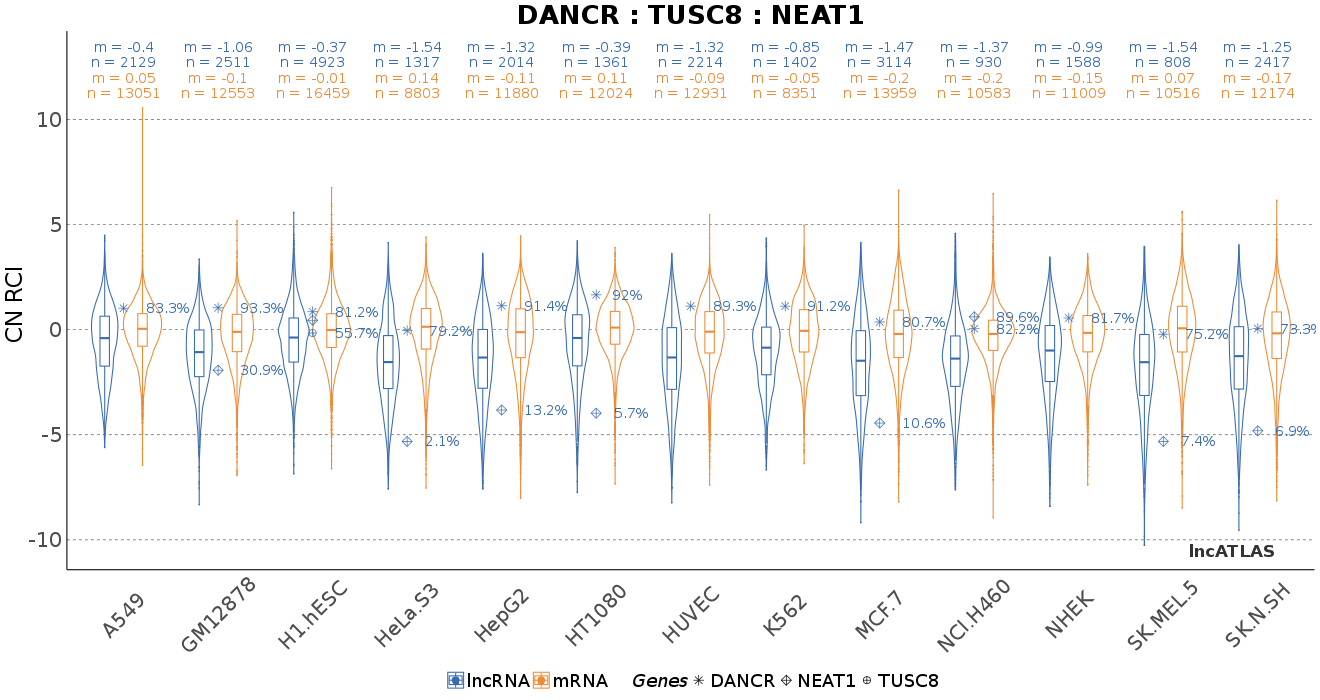 DANCR : TUSC8 : NEAT1
m = -0.4 m = -1.06 m = -0.37 m = -1.54 m = -1.32 m = -0.39 m = -1.32 m = -0.85 m = -1.47 m = -1.37 m = -0.99 m = -1.54 m = -1.25
n = 2129 n = 2511 n = 4923 n = 1317 n = 2014 n = 1361 n = 2214 n = 1402 n = 3114 n = 930 n = 1588 n = 808 n = 2417
m = 0.05 m = -0.1 m = -0.01 m = 0.14 m = -0.11 m = 0.11 m = -0.09 m = -0.05 m = -0.2 m = -0.2 m = -0.15 m = 0.07 m = -0.17
n = 13051 n = 12553 n = 16459 n = 8803 n = 11880 n = 12024 n = 12931 n = 8351 n = 13959 n = 10583 n = 11009 n = 10516 n = 12174
10
5
0
-5
-10
CN RCI
83.3% 93.3% 81.2% 79.2% 91.4% 92% 89.3% 91.2% 80.7% 89.6% 81.7% 75.2% 73.3%
55.7% 82.2%
30.9% 2.1% 13.2% 5.7% 10.6% 7.4% 6.9%
lncATLAS
A549 GM12878 H1.hESC HeLa.S3 HepG2 HT1080 HUVEC K562 MCF.7 NCI.H460 NHEK SK.MEL.5 SK.N.SH
lncRNA mRNA Genes DANCR NEAT1 TUSC8